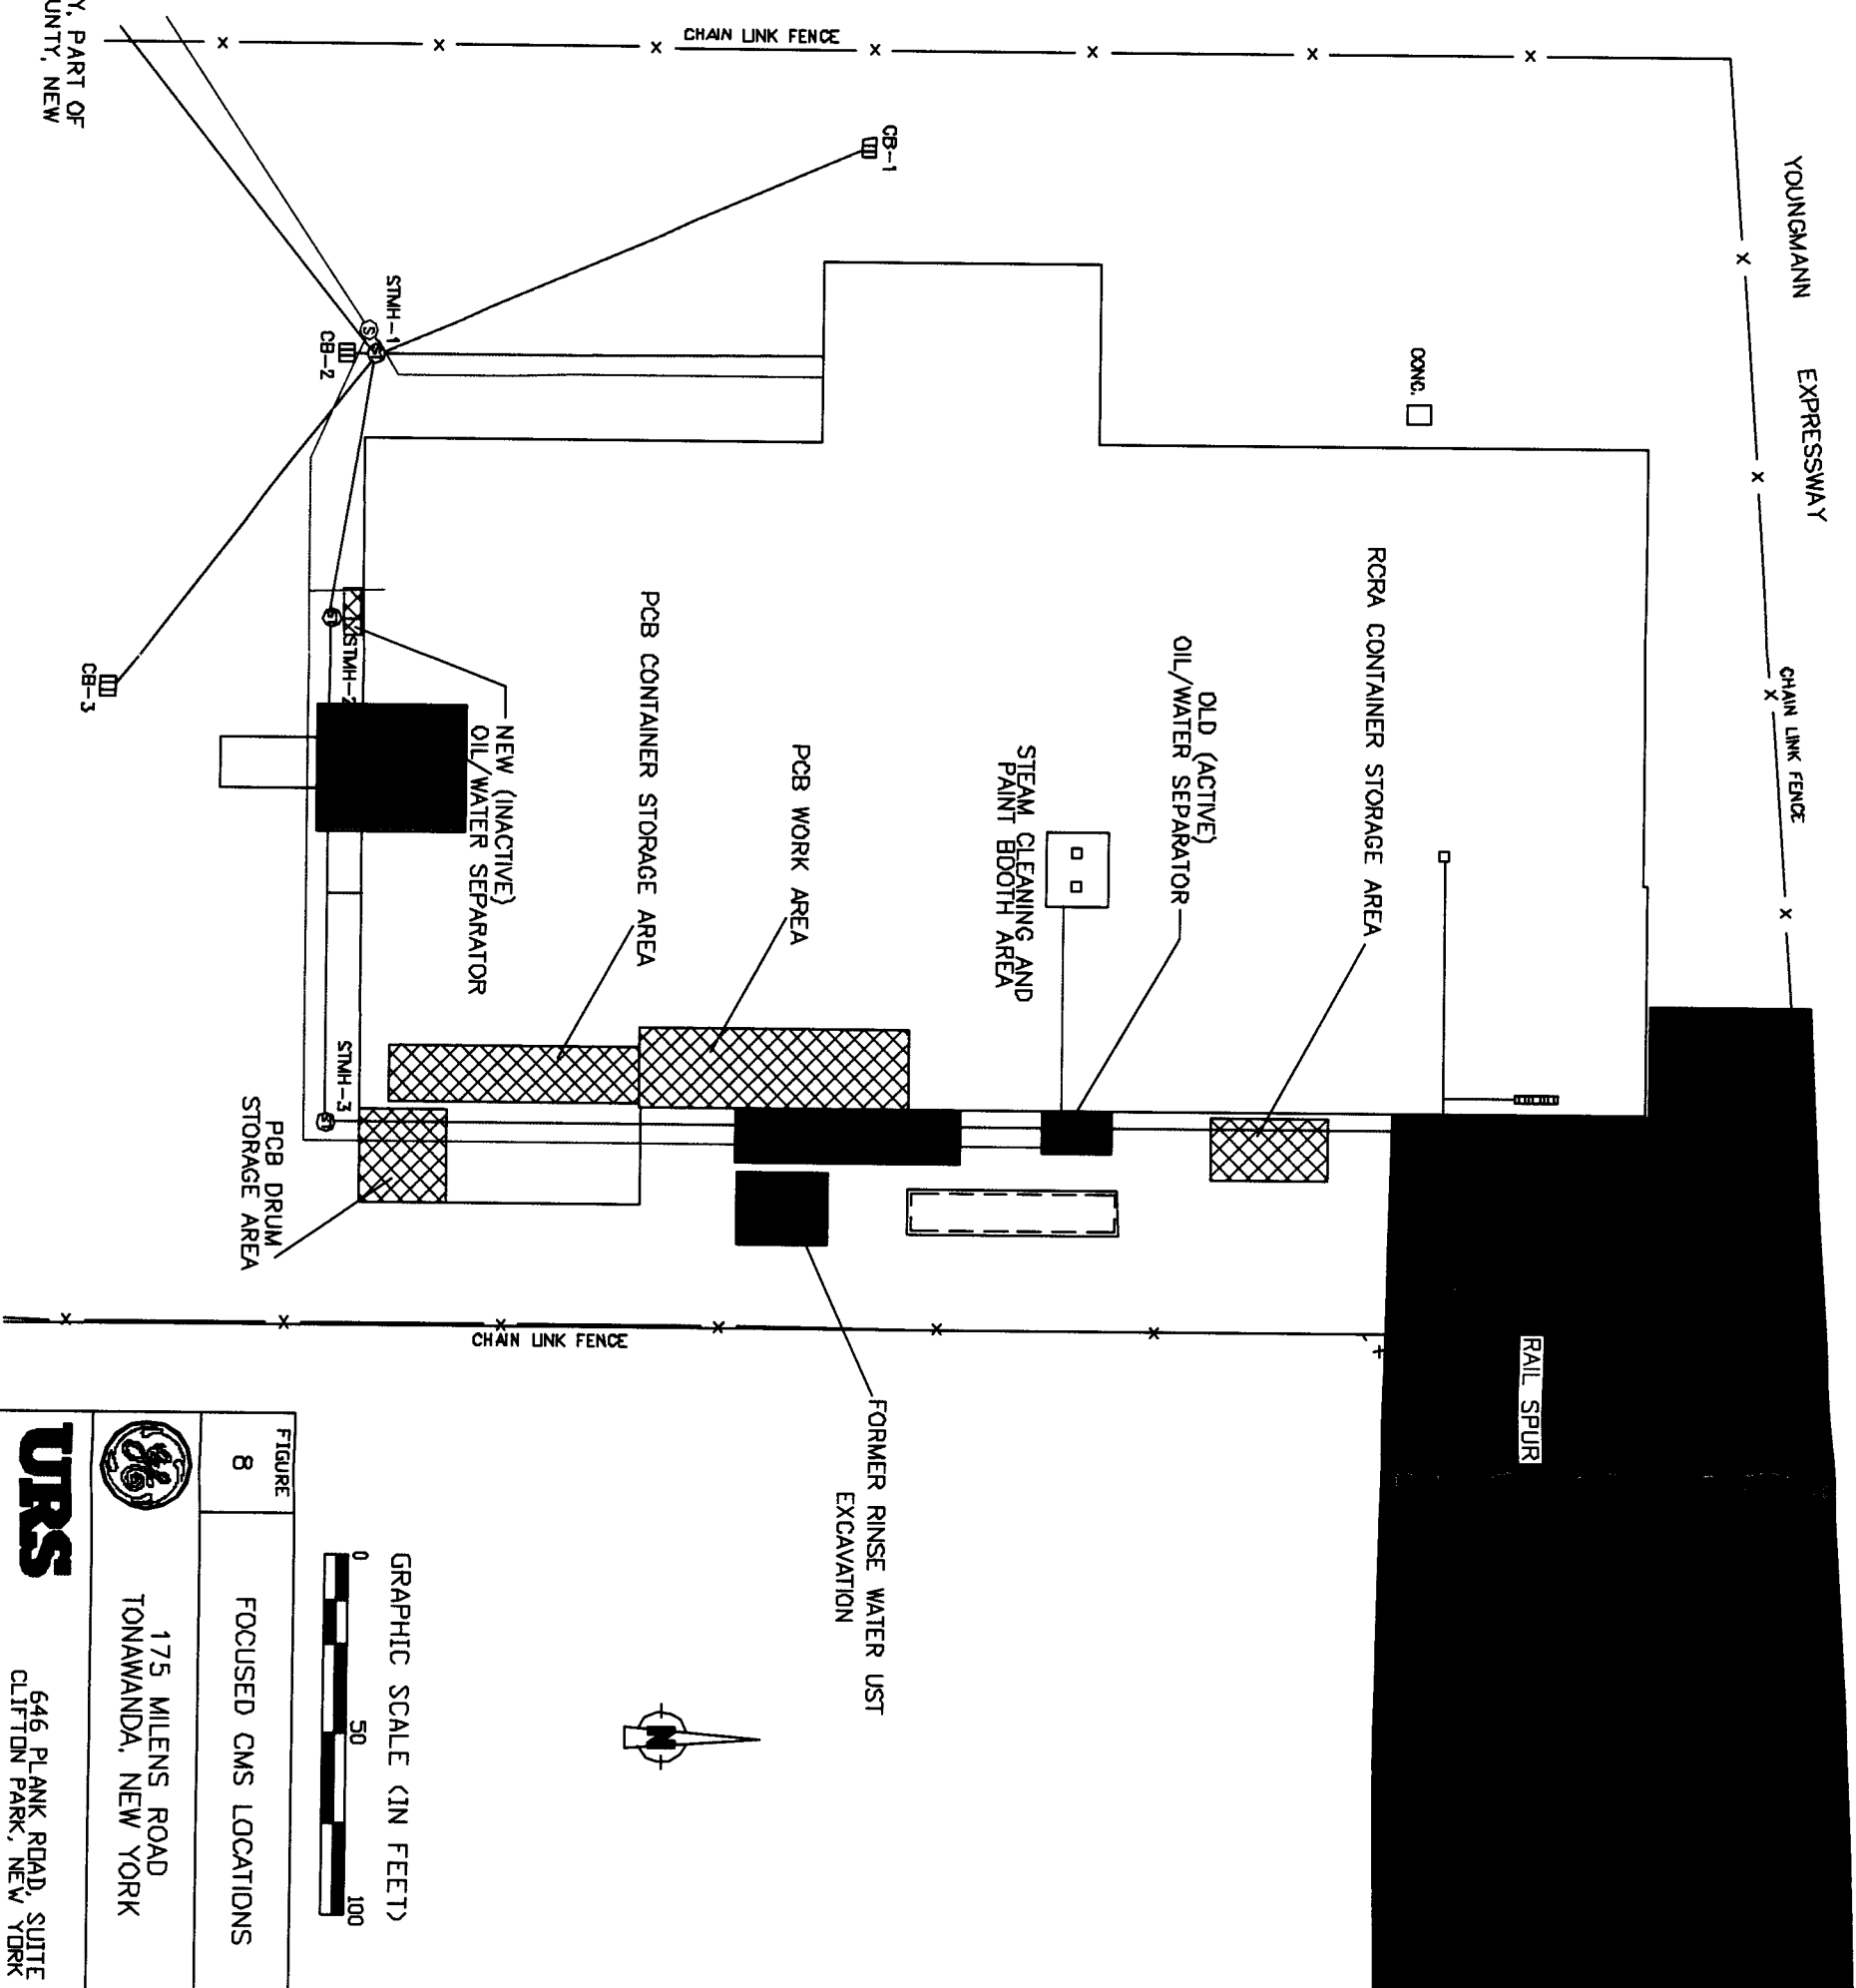 YOUNGMANN EXPRESSWAY
CHAIN LINK FENCE
CHAIN LINK FENCE
CB-1
CONC.
RCRA CONTAINER STORAGE AREA
OLD (ACTIVE)
OIL/WATER SEPARATOR
STEAM CLEANING AND
PAINT BOOTH AREA
PCB WORK AREA
PCB CONTAINER STORAGE AREA
NEW (INACTIVE)
OIL/WATER SEPARATOR
STMH-1
S
ST
CB-2
ST
STMH-2
CB-3
STMH-3
ST
PCB DRUM
STORAGE AREA
CHAIN LINK FENCE
RAIL SPUR
FORMER RINSE WATER UST
EXCAVATION
N
GRAPHIC SCALE (IN FEET)
0 50 100
FIGURE
8
FOCUSED CMS LOCATIONS
GE
175 MILENS ROAD
TONAWANDA, NEW YORK
URS
646 PLANK ROAD, SUITE
CLIFTON PARK, NEW YORK
Y, PART OF
UNTY, NEW